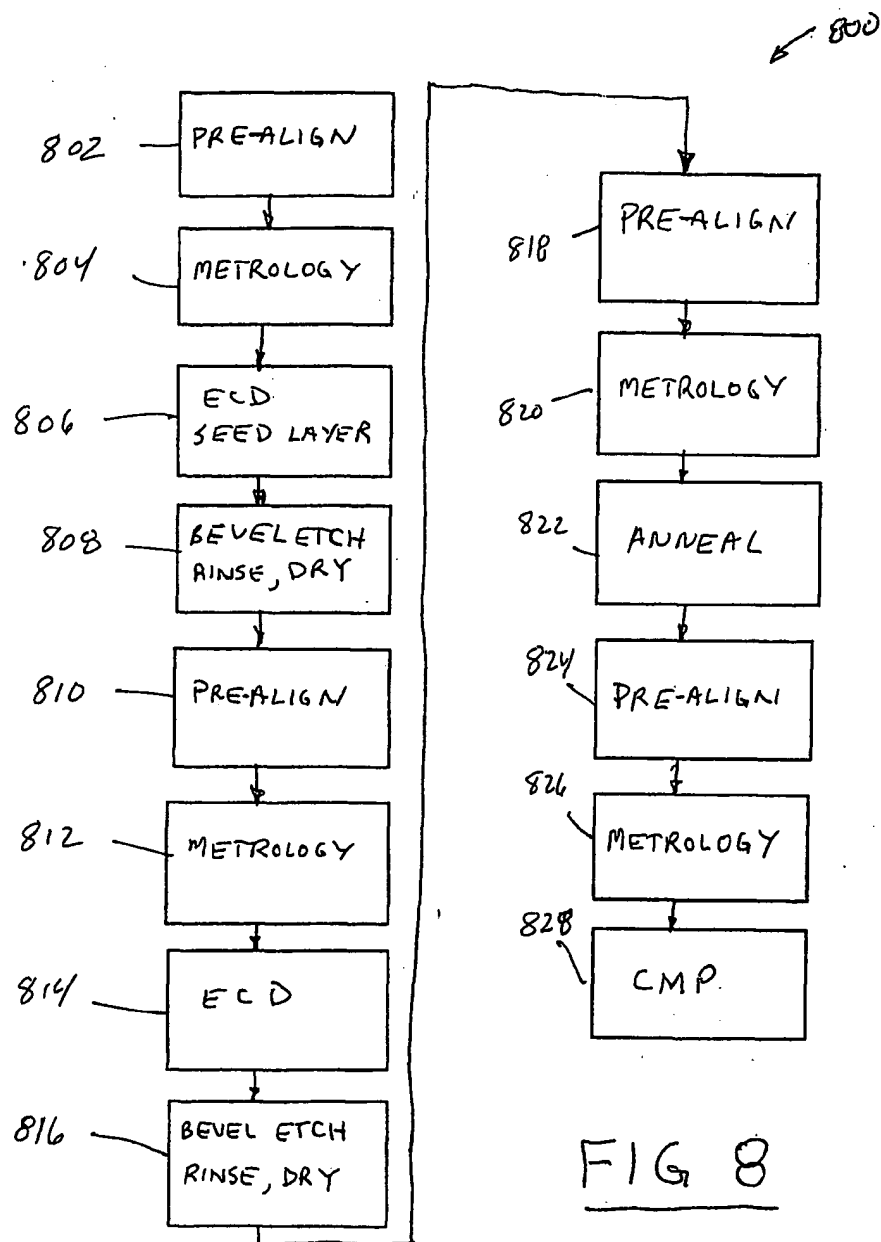 800
802
PRE-ALIGN
804
METROLOGY
806
ECD
SEED LAYER
808
BEVEL ETCH
RINSE, DRY
810
PRE-ALIGN
812
METROLOGY
814
ECD
816
BEVEL ETCH
RINSE, DRY
818
PRE-ALIGN
820
METROLOGY
822
ANNEAL
824
PRE-ALIGN
826
METROLOGY
828
CMP
FIG 8